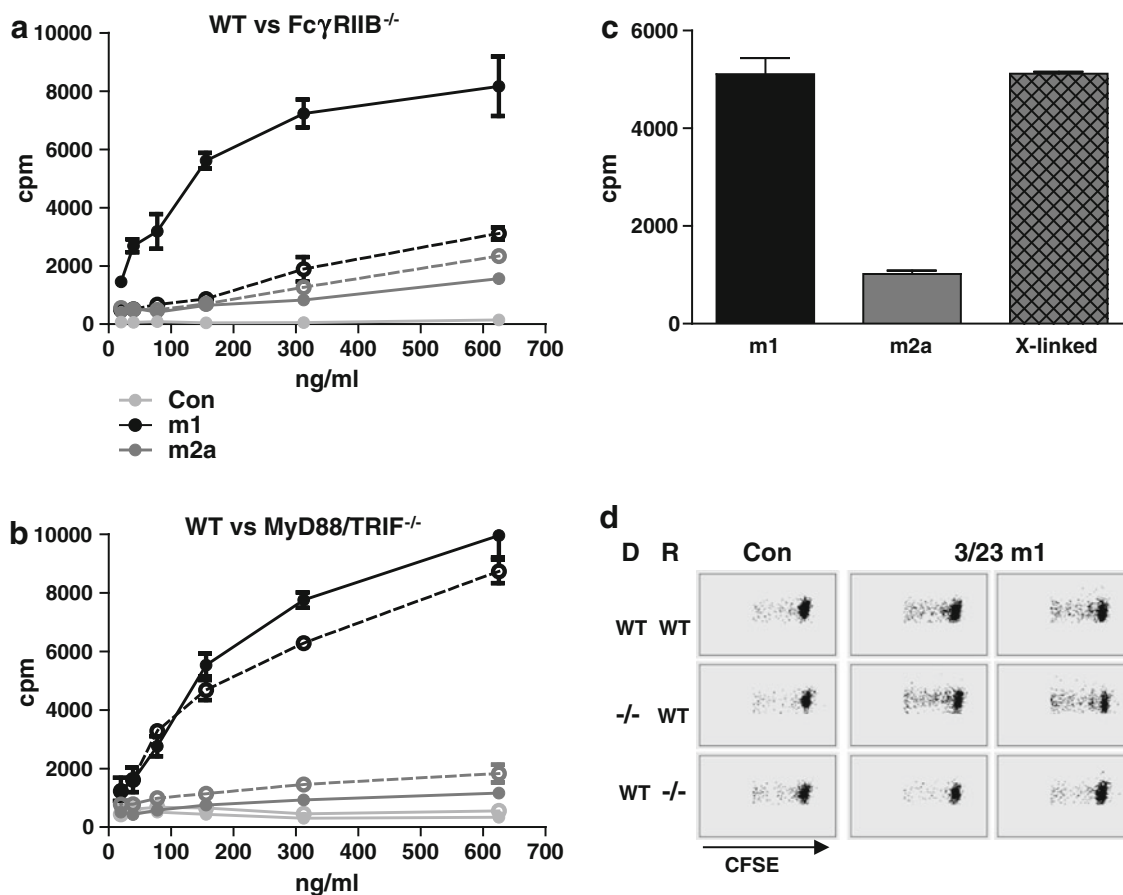 a
WT vs FcγRIIB-/-
10000
8000
6000
4000
2000
0
cpm
0 100 200 300 400 500 600 700
ng/ml
Con
m1
m2a
b
WT vs MyD88/TRIF-/-
10000
8000
6000
4000
2000
0
cpm
0 100 200 300 400 500 600 700
ng/ml
c
6000
4000
2000
0
cpm
m1 m2a X-linked
d
D R Con 3/23 m1
WT WT
-/- WT
WT -/-
CFSE